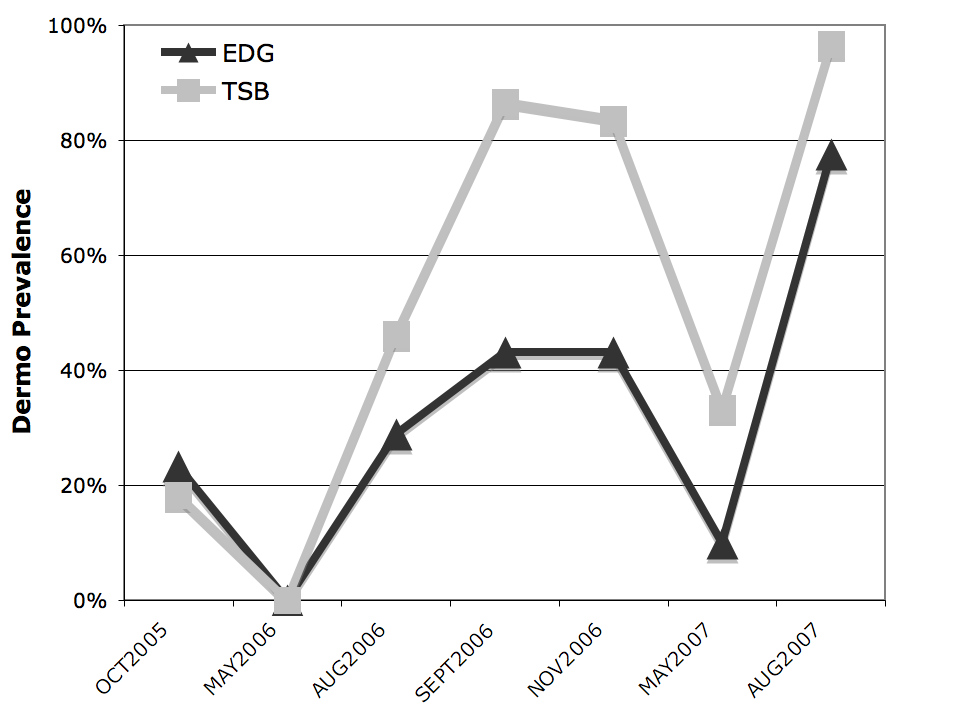 100%
EDG
TSB
80%
60%
40%
20%
0%
Dermo Prevalence
OCT2005
MAY2006
AUG2006
SEPT2006
NOV2006
MAY2007
AUG2007